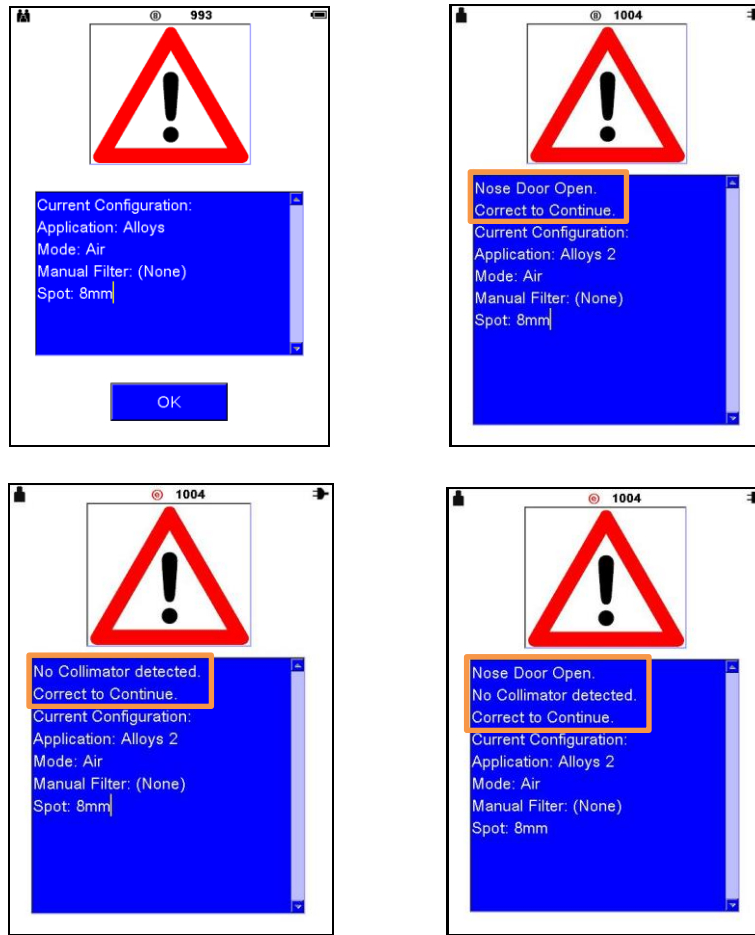 993
Current Configuration:
Application: Alloys
Mode: Air
Manual Filter: (None)
Spot: 8mm
OK
1004
Nose Door Open.
Correct to Continue.
Current Configuration:
Application: Alloys 2
Mode: Air
Manual Filter: (None)
Spot: 8mm
1004
No Collimator detected.
Correct to Continue.
Current Configuration:
Application: Alloys 2
Mode: Air
Manual Filter: (None)
Spot: 8mm
1004
Nose Door Open.
No Collimator detected.
Correct to Continue.
Current Configuration:
Application: Alloys 2
Mode: Air
Manual Filter: (None)
Spot: 8mm